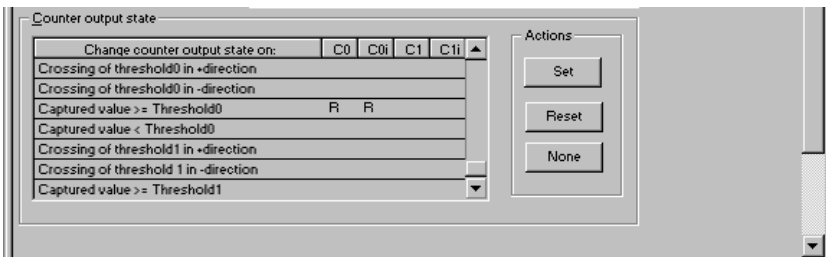 Counter output state
Change counter output state on: C0 C0i C1 C1i
Crossing of threshold0 in +direction
Crossing of threshold0 in -direction
Captured value >= Threshold0 R R
Captured value < Threshold0
Crossing of threshold1 in +direction
Crossing of threshold 1 in -direction
Captured value >= Threshold1
Actions
Set
Reset
None